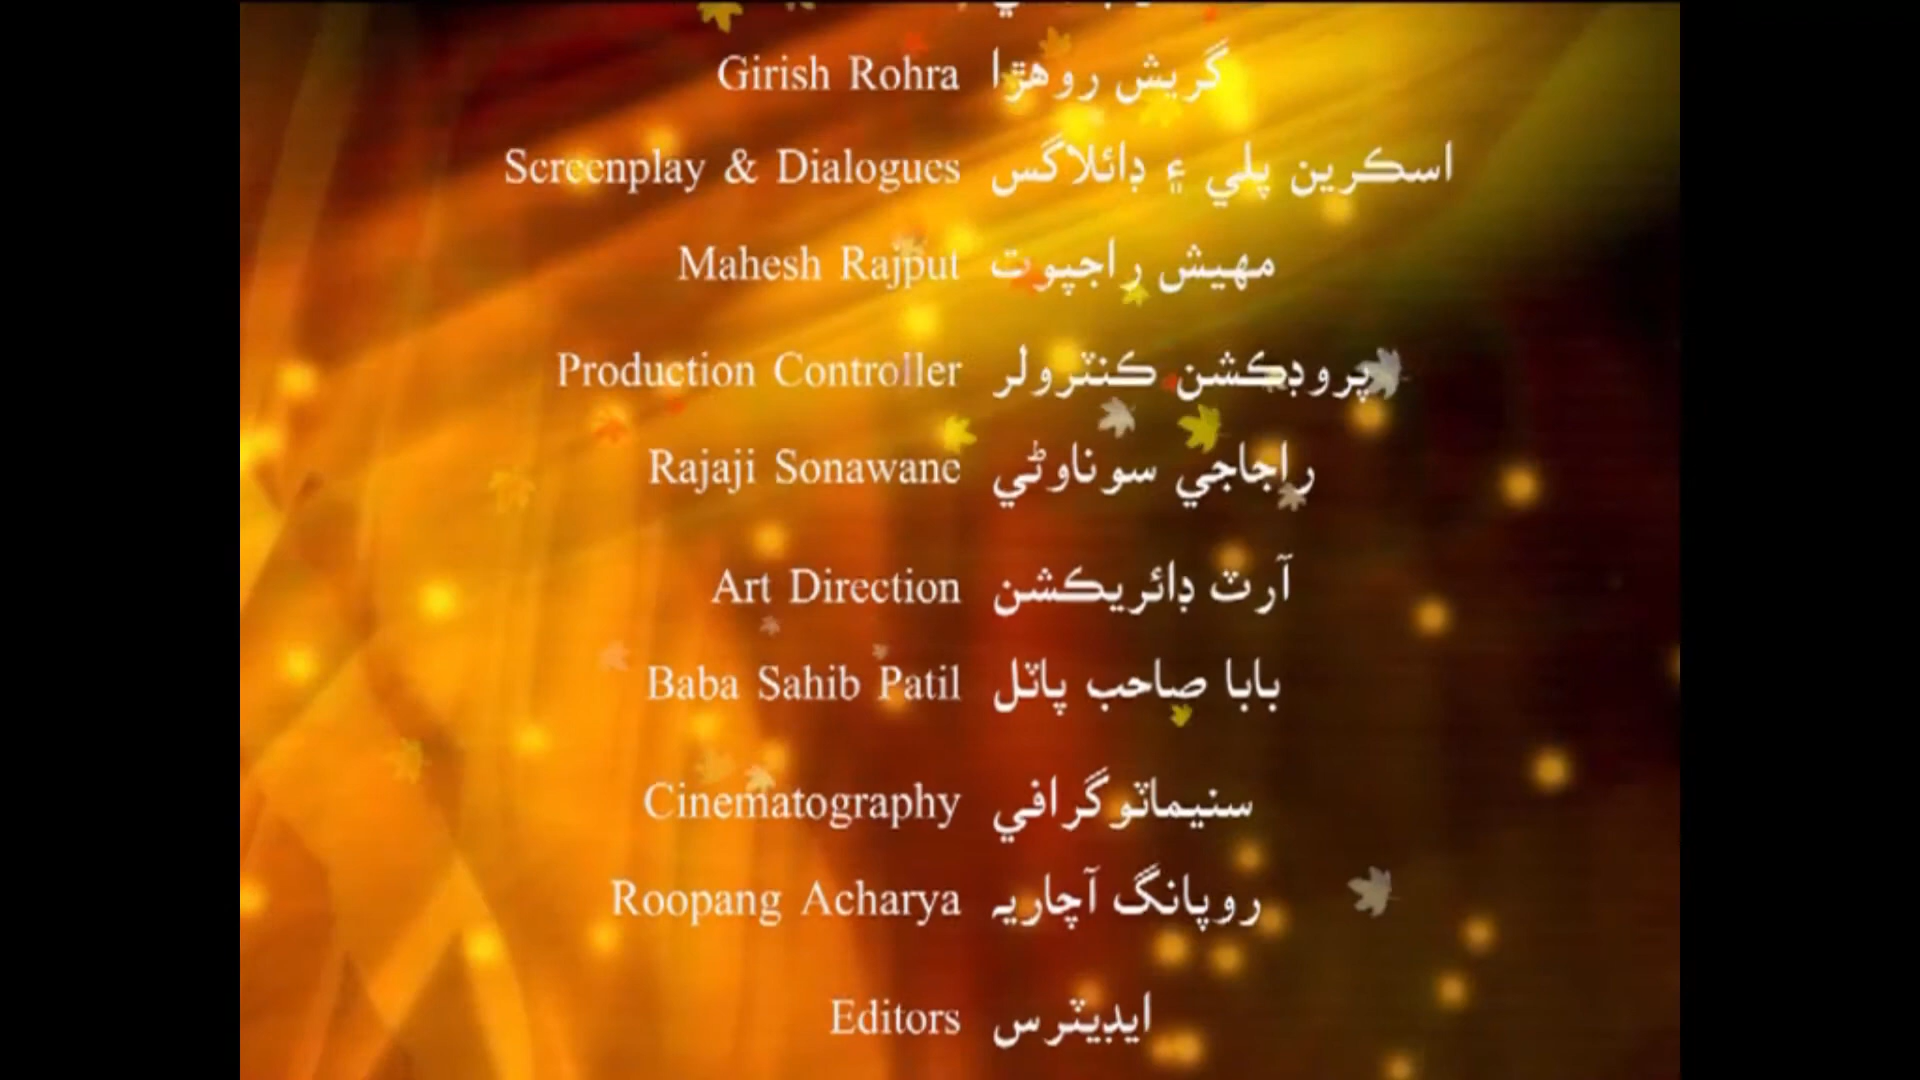 Girish Rohra گريش روهڙا
Screenplay & Dialogues اسڪرين پلي ۽ ڊائلاگس
Mahesh Rajput مهيش راجپوت
Production Controller پروڊڪشن ڪنٽرولر
Rajaji Sonawane راجاجي سوناوڻي
Art Direction آرٽ ڊائريڪشن
Baba Sahib Patil بابا صاحب پاٽل
Cinematography سنيماٽوگرافي
Roopang Acharya روپانگ آچاريہ
Editors ايڊيٽرس